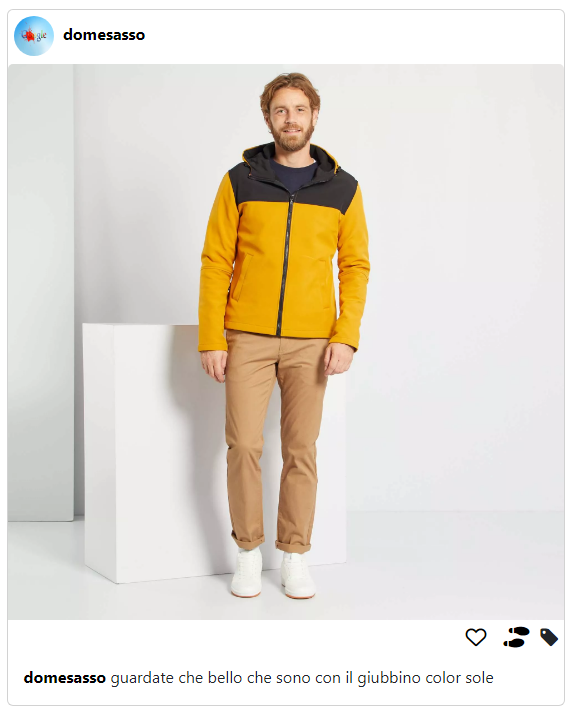 domesasso
domesasso guardate che bello che sono con il giubbino color sole